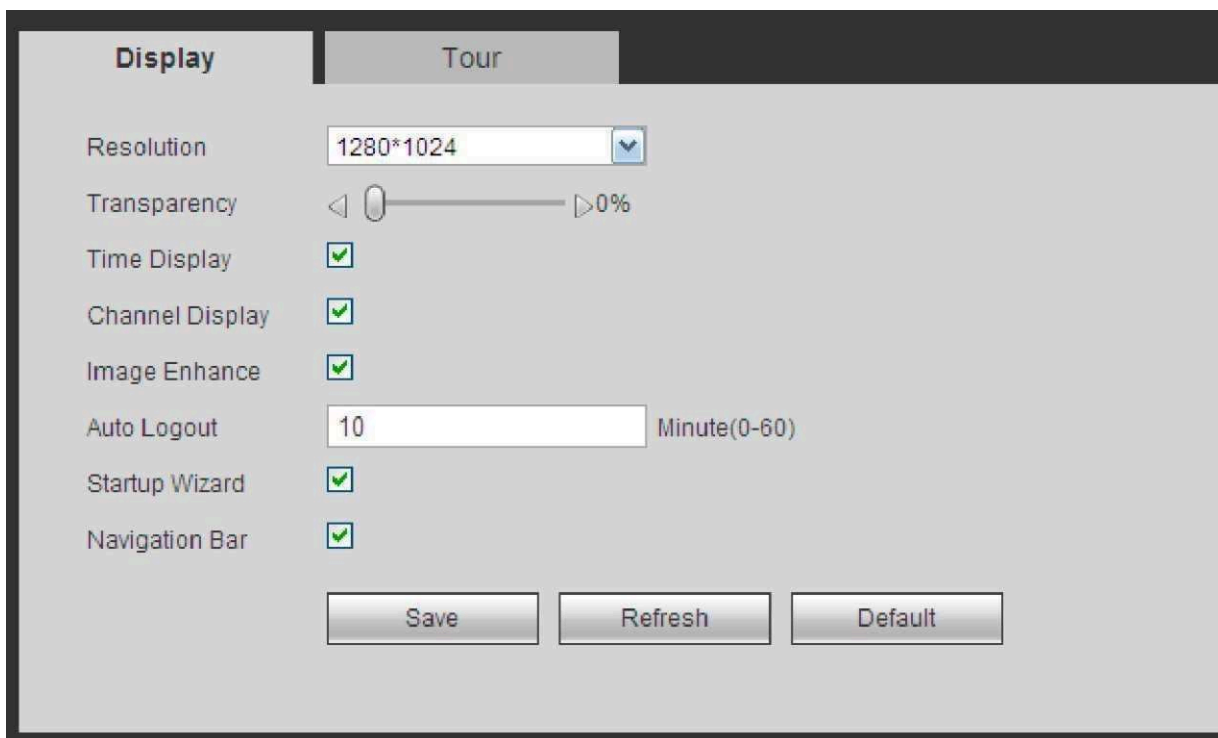 Display Tour
Resolution 1280*1024
Transparency 0%
Time Display
Channel Display
Image Enhance
Auto Logout 10 Minute(0-60)
Startup Wizard
Navigation Bar
Save Refresh Default